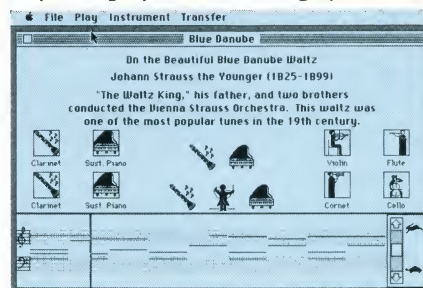 File Play Instrument Transfer
Blue Danube
On the Beautiful Blue Danube Waltz
Johann Strauss the Younger (1825-1899)
"The Waltz King," his father, and two brothers
conducted the Vienna Strauss Orchestra. This waltz was
one of the most popular tunes in the 19th century.
Clarinet Sust. Piano Violin Flute
Clarinet Sust Piano Cornet Cello